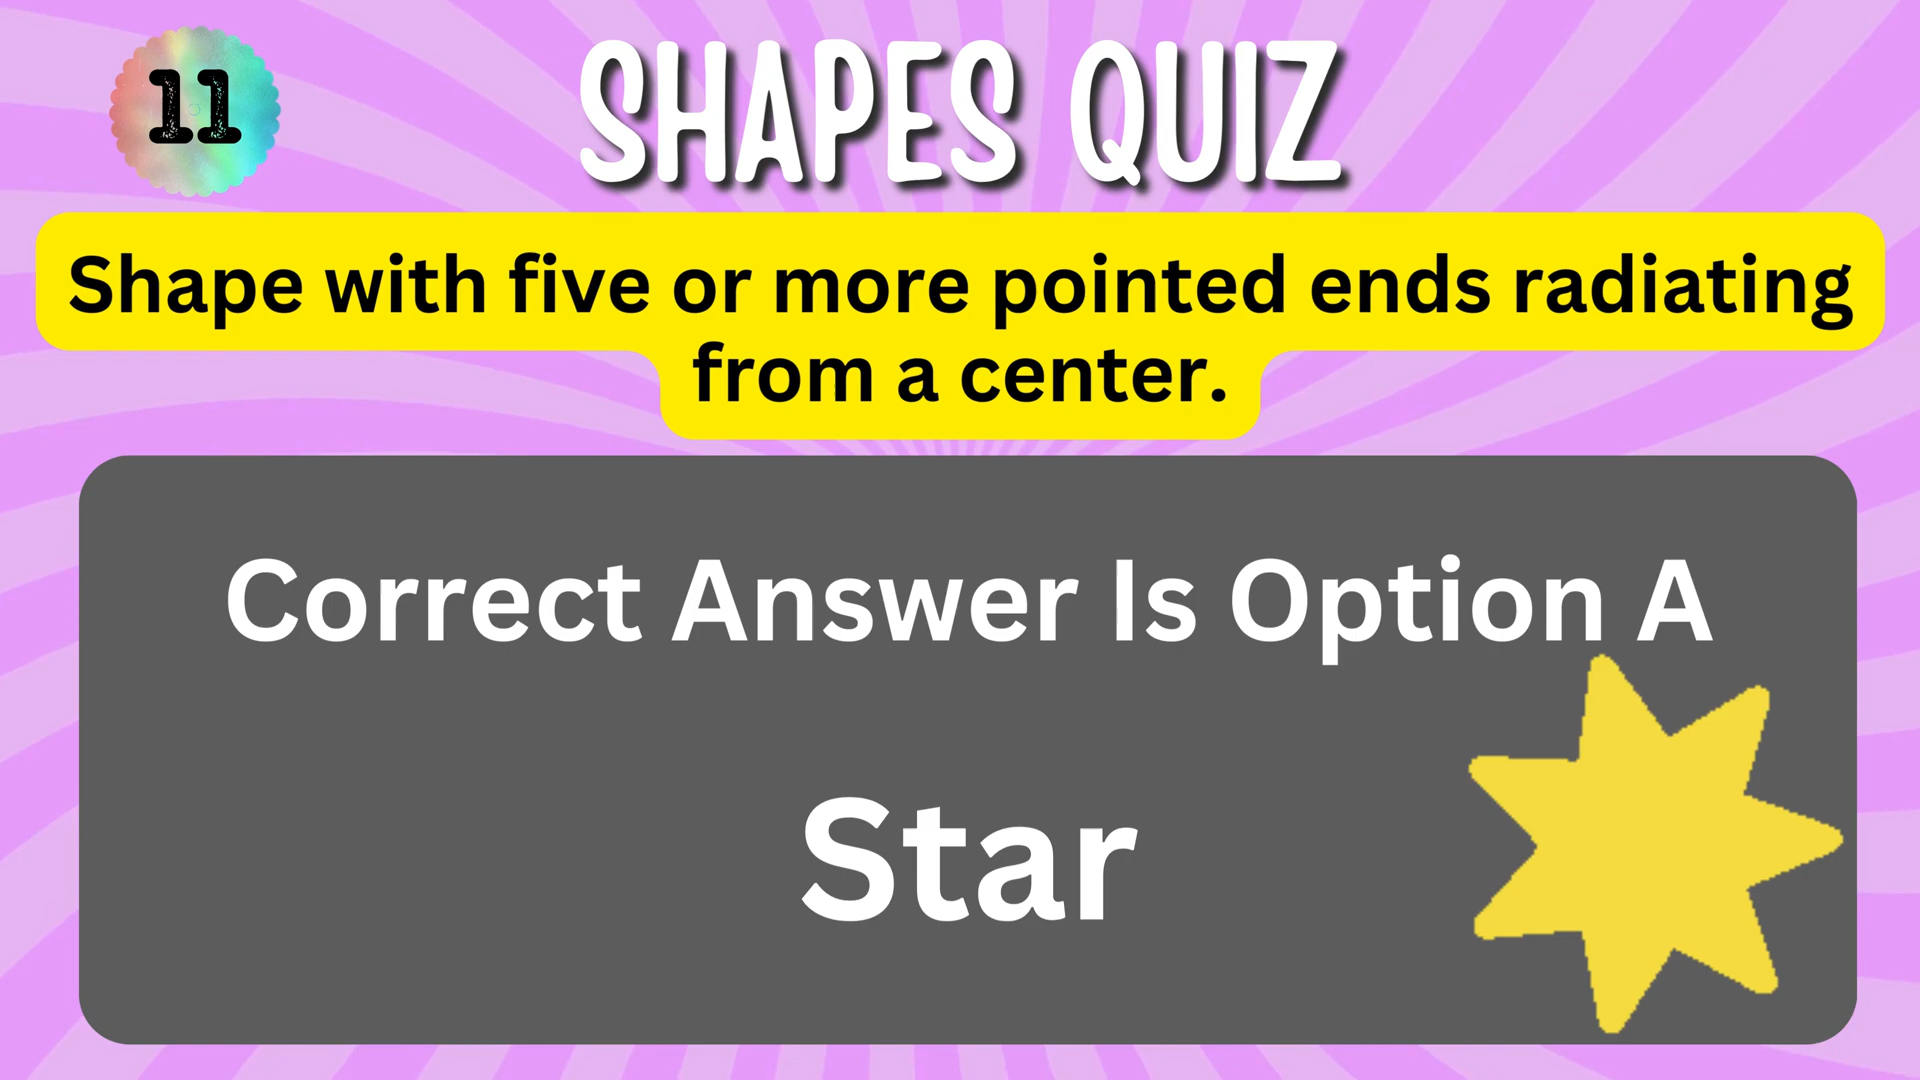 11
SHAPES QUIZ
Shape with five or more pointed ends radiating
from a center.
Correct Answer Is Option A
Star